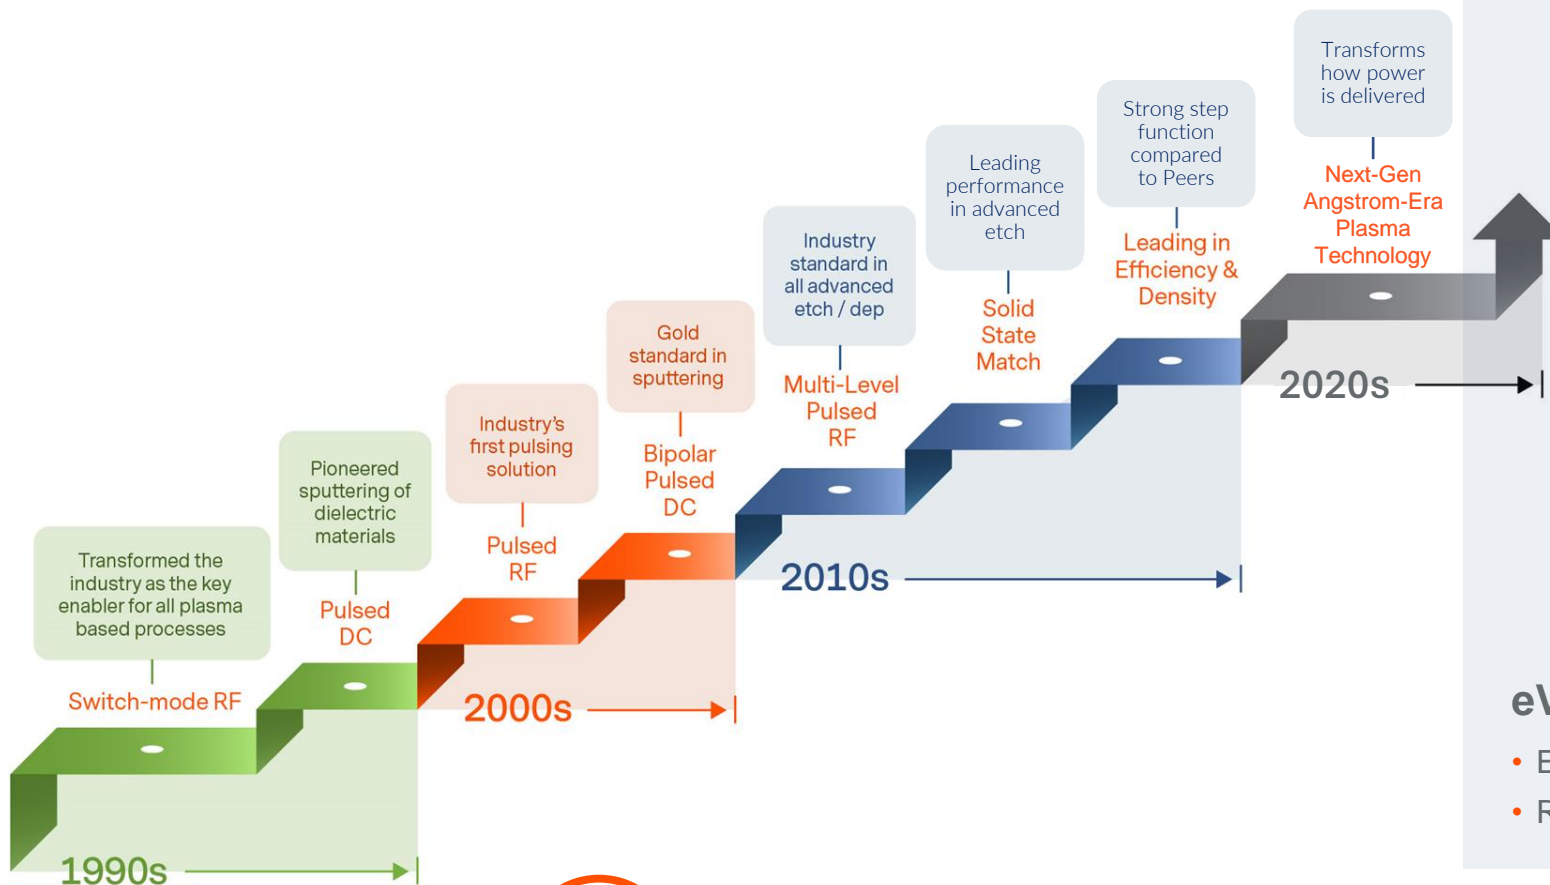 Transformed the
industry as the key
enabler for all plasma
based processes
Switch-mode RF
Pioneered
sputtering of
dielectric
materials
Pulsed
DC
1990s
Industry's
first pulsing
solution
Pulsed
RF
Gold
standard in
sputtering
Bipolar
Pulsed
DC
2000s
Industry
standard in
all advanced
etch / dep
Multi-Level
Pulsed
RF
Leading
performance
in advanced
etch
Solid
State
Match
Strong step
function
compared
to Peers
Leading in
Efficiency &
Density
2010s
Transforms
how power
is delivered
Next-Gen
Angstrom-Era
Plasma
Technology
2020s